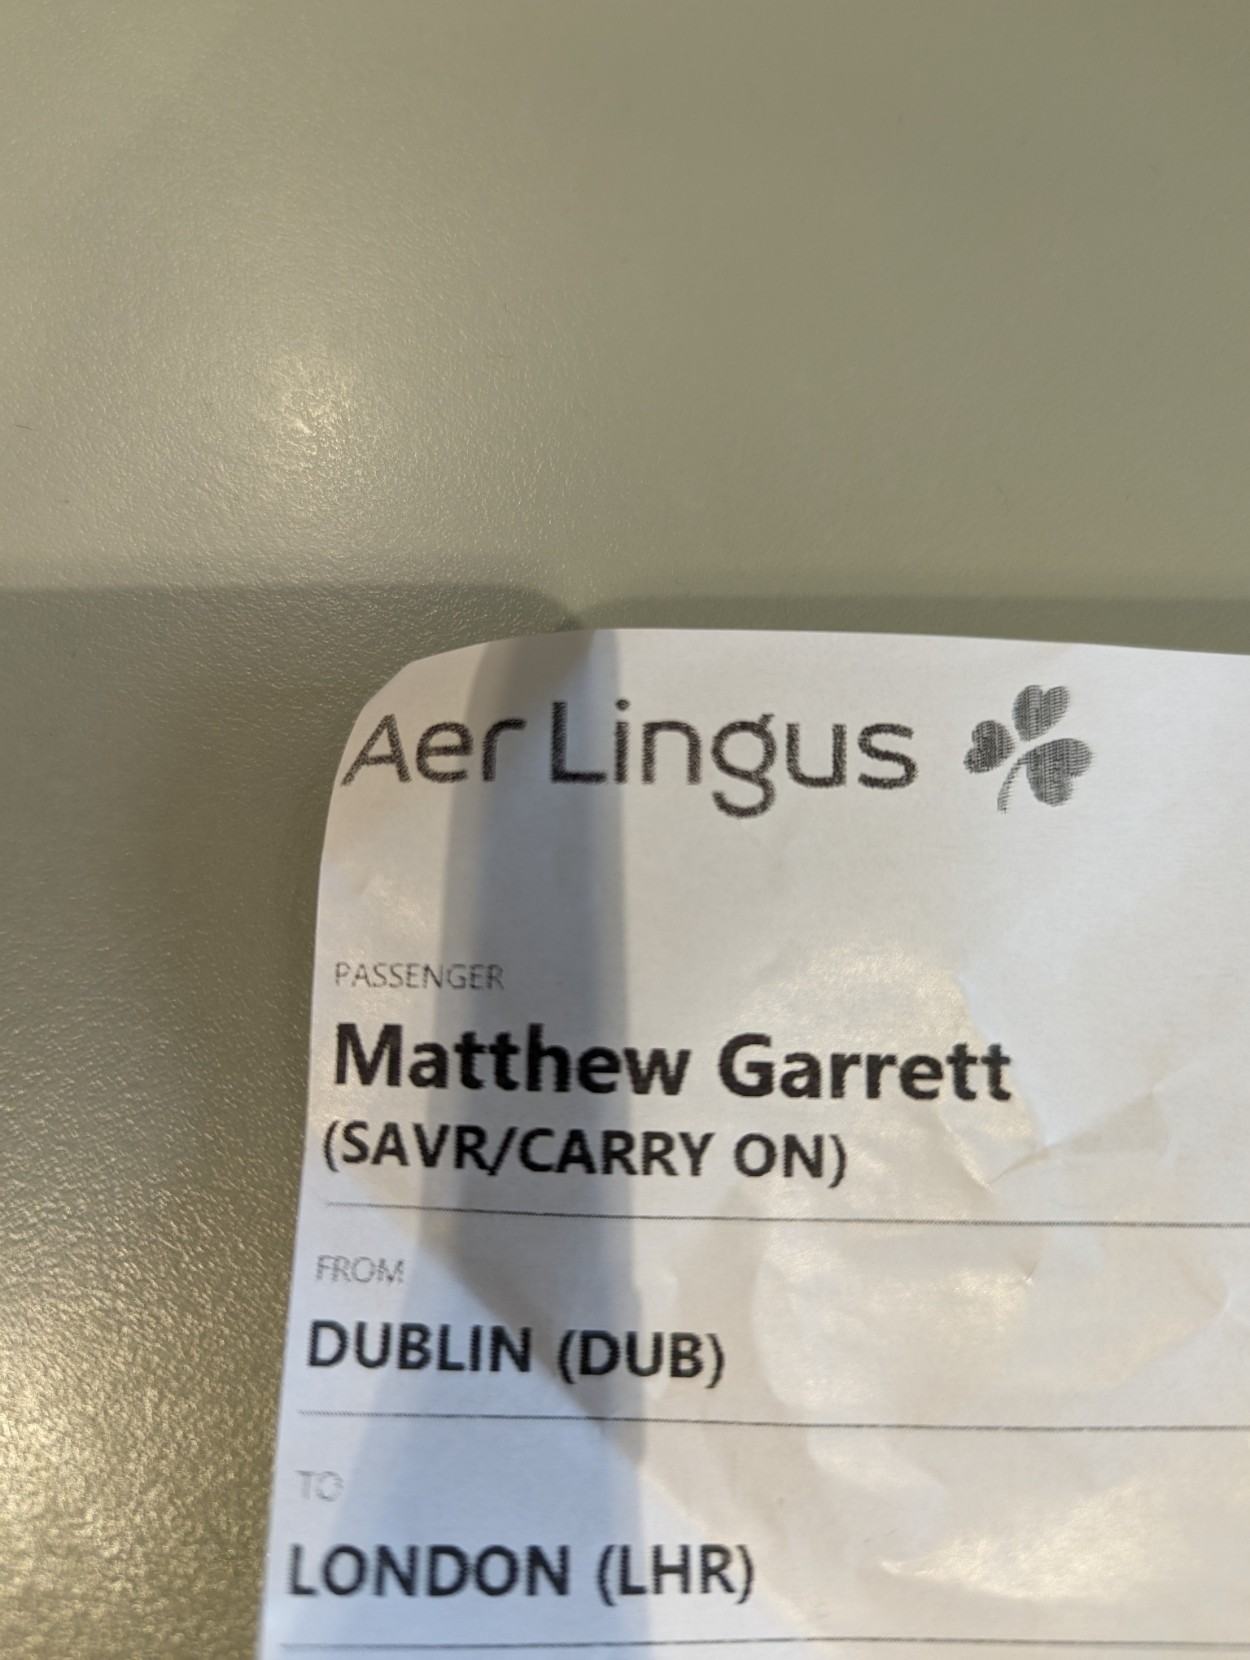 Aer Lingus
PASSENGER
Matthew Garrett
(SAVR/CARRY ON)
FROM
DUBLIN (DUB)
TO
LONDON (LHR)